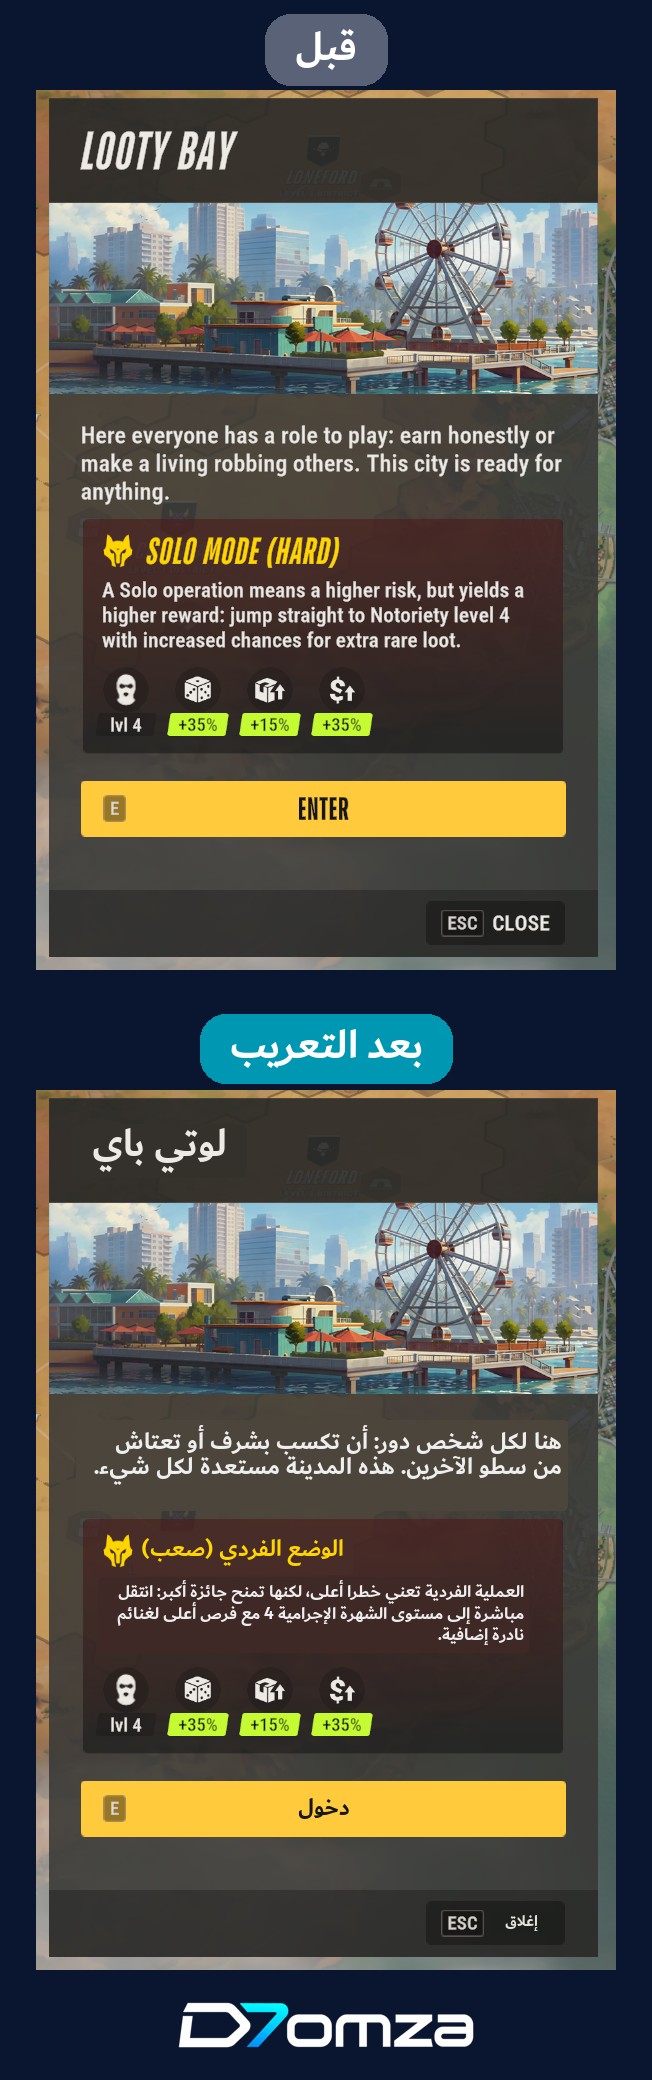 قبل
LOOTY BAY
LONEFORD
Here everyone has a role to play: earn honestly or
make a living robbing others. This city is ready for
anything.
SOLO MODE (HARD)
A Solo operation means a higher risk, but yields a
higher reward: jump straight to Notoriety level 4
with increased chances for extra rare loot.
lvl 4 +35% +15% +35%
E ENTER
ESC CLOSE
بعد التعريب
لوتي باي
LONEFORD
هنا لكل شخص دور: أن تكسب بشرف أو تعتاش
من سطو الآخرين. هذه المدينة مستعدة لكل شيء.
الوضع الفردي (صعب)
العملية الفردية تعني خطرا أعلى، لكنها تمنح جائزة أكبر: انتقل
مباشرة إلى مستوى الشهرة الإجرامية 4 مع فرص أعلى لغنائم
نادرة إضافية.
lvl 4 +35% +15% +35%
E دخول
ESC إغلاق
D7omza